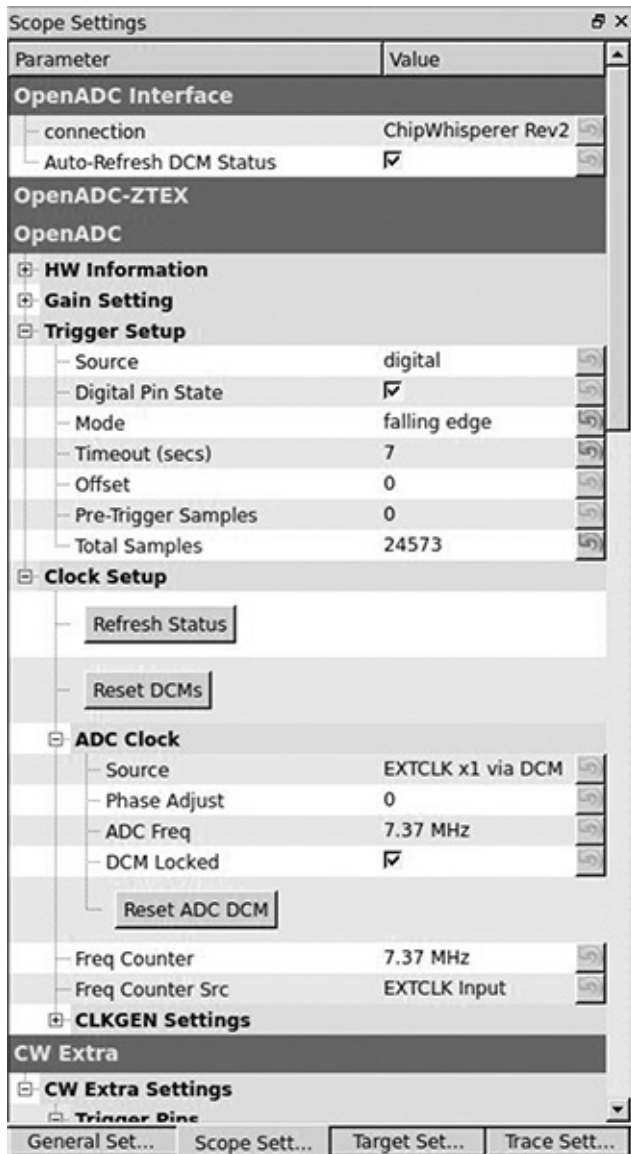 Scope Settings
Parameter Value
OpenADC Interface
connection ChipWhisperer Rev2
Auto-Refresh DCM Status
OpenADC-ZTEX
OpenADC
HW Information
Gain Setting
Trigger Setup
Source digital
Digital Pin State
Mode falling edge
Timeout (secs) 7
Offset 0
Pre-Trigger Samples 0
Total Samples 24573
Clock Setup
Refresh Status
Reset DCMs
ADC Clock
Source EXTCLK x1 via DCM
Phase Adjust 0
ADC Freq 7.37 MHz
DCM Locked
Reset ADC DCM
Freq Counter 7.37 MHz
Freq Counter Src EXTCLK Input
CLKGEN Settings
CW Extra
CW Extra Settings
Trigger Pins
General Set... Scope Sett... Target Set... Trace Sett...